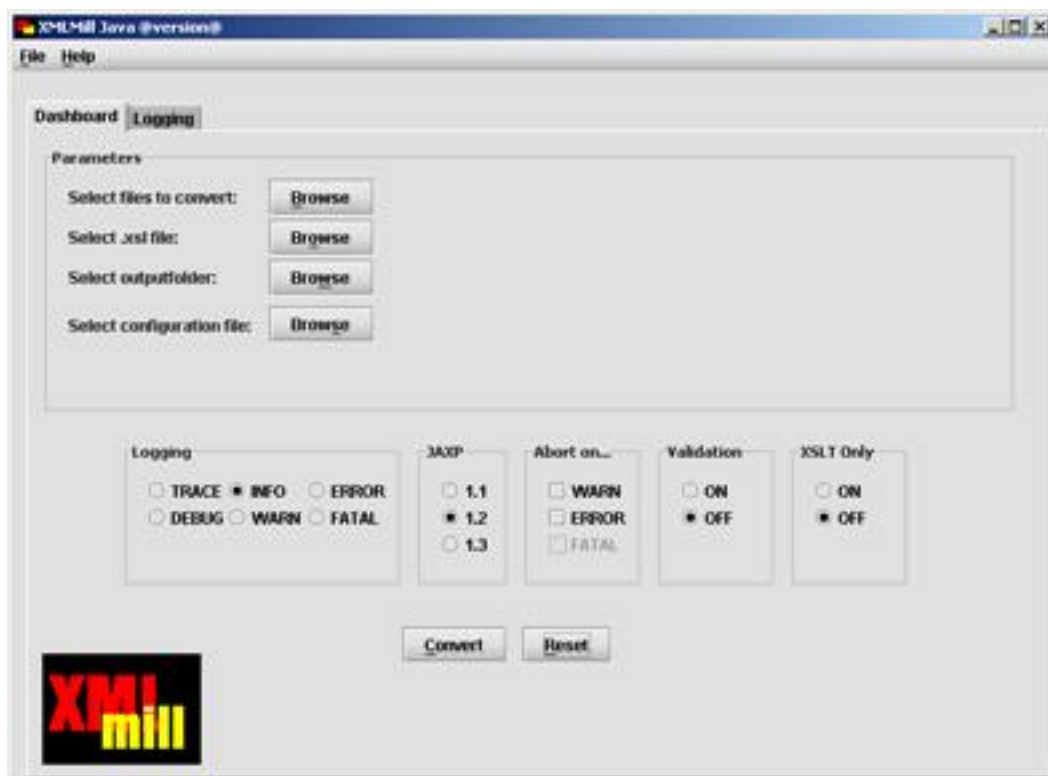 XMLMill Java @version@
File Help
Dashboard Logging
Parameters
Select files to convert: Browse
Select .xsl file: Browse
Select outputfolder: Browse
Select configuration file: Browse
Logging JAXP Abort on... Validation XSLT Only
TRACE INFO ERROR 1.1 WARN ON ON
DEBUG WARN FATAL 1.2 ERROR OFF OFF
1.3 FATAL
Convert Reset
XML
mill